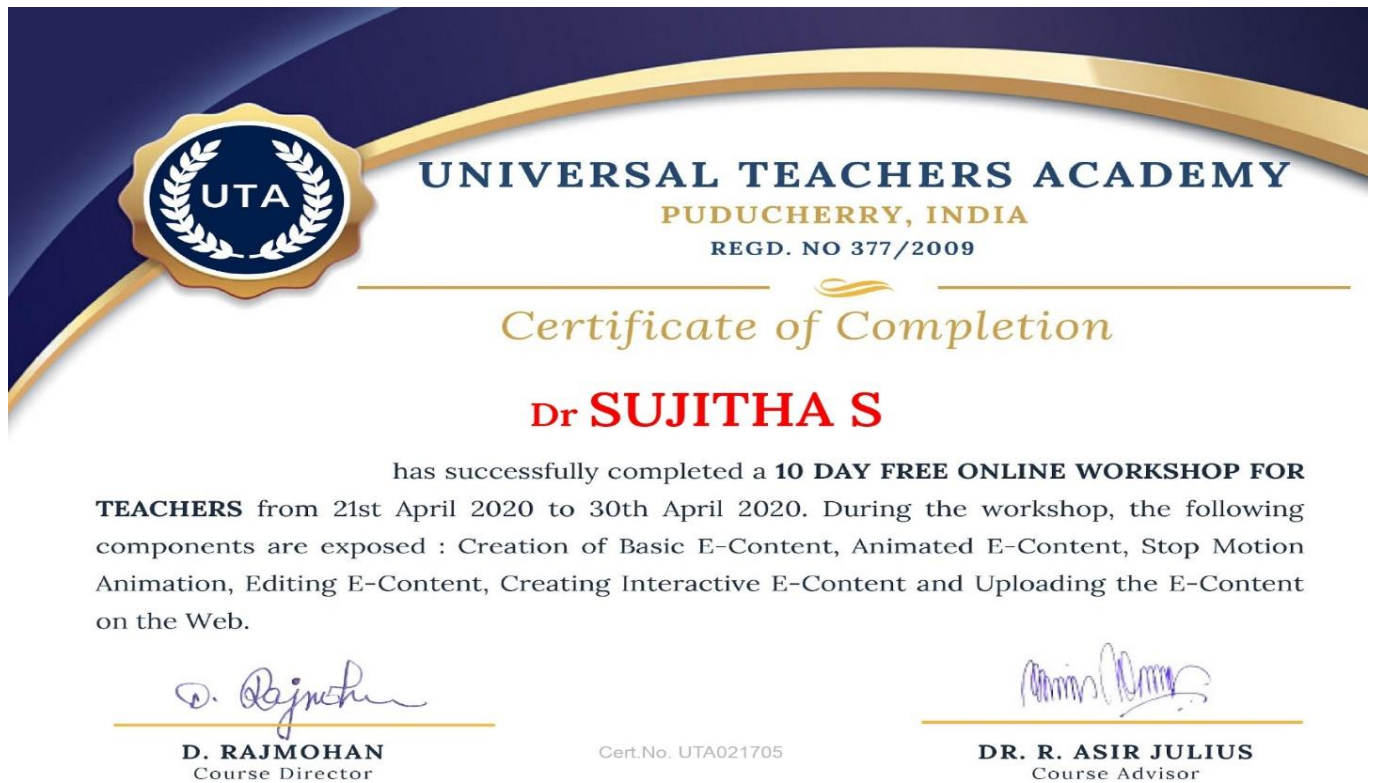 UTA
UNIVERSAL TEACHERS ACADEMY
PUDUCHERRY, INDIA
REGD. NO 377/2009
Certificate of Completion
Dr SUJITHA S
has successfully completed a 10 DAY FREE ONLINE WORKSHOP FOR
TEACHERS from 21st April 2020 to 30th April 2020. During the workshop, the following
components are exposed : Creation of Basic E-Content, Animated E-Content, Stop Motion
Animation, Editing E-Content, Creating Interactive E-Content and Uploading the E-Content
on the Web.
D. Rajmohan
D. RAJMOHAN
Course Director
Cert.No. UTA021705
DR. R. ASIR JULIUS
Course Advisor